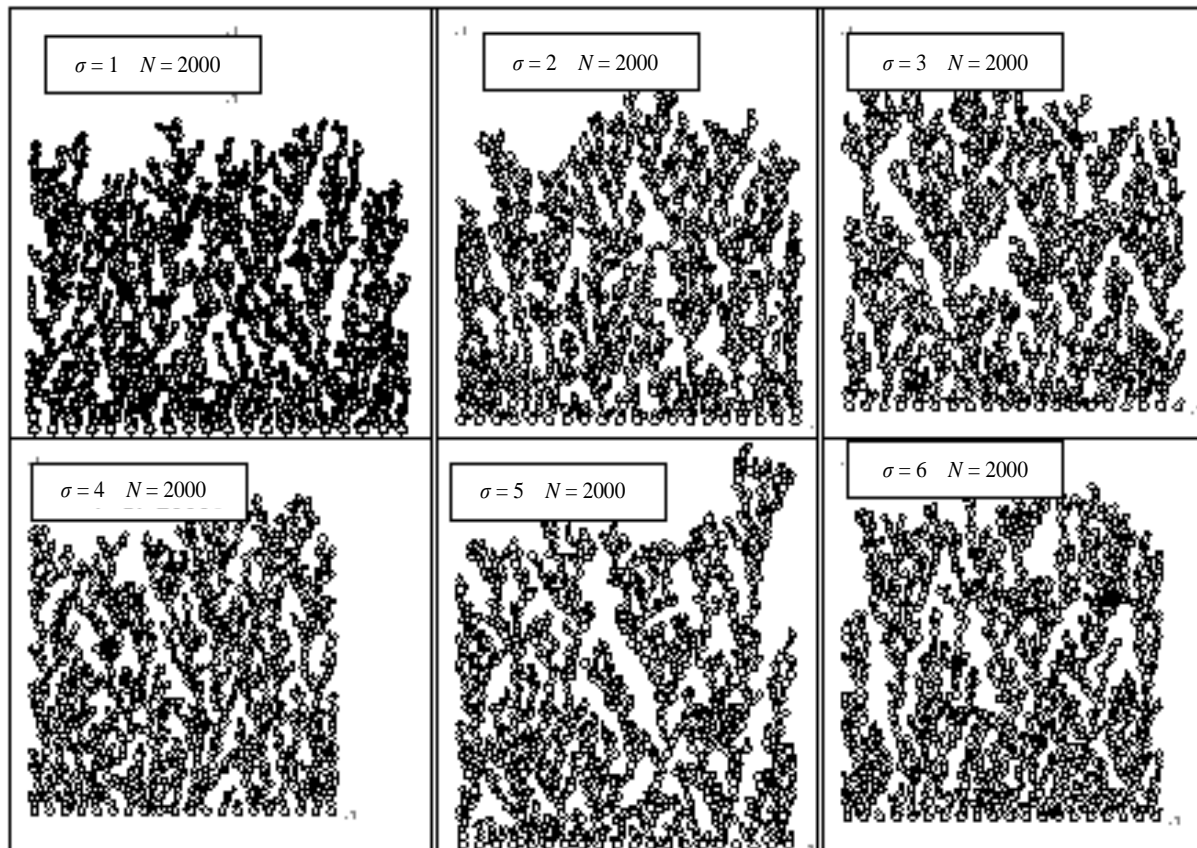 σ = 1 N = 2000
σ = 2 N = 2000
σ = 3 N = 2000
σ = 4 N = 2000
σ = 5 N = 2000
σ = 6 N = 2000